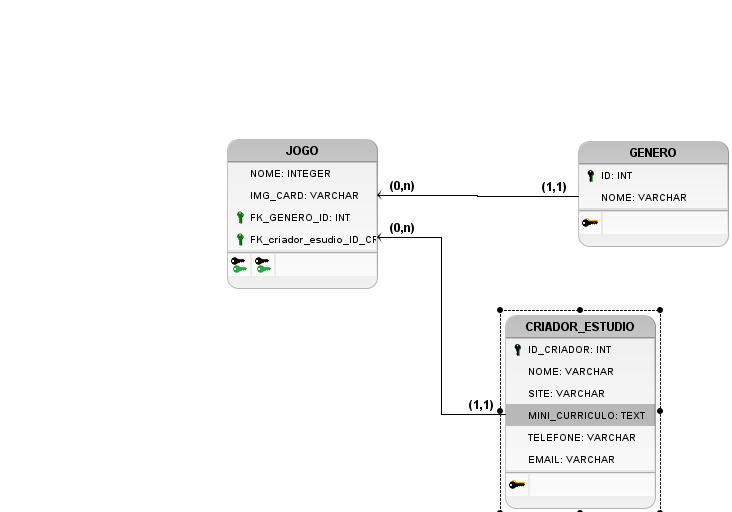 JOGO
NOME: INTEGER
IMG_CARD: VARCHAR
FK_GENERO_ID: INT
FK_criador_esudio_ID_CF
(0,n)
(0,n)
(1,1)
GENERO
ID: INT
NOME: VARCHAR
CRIADOR_ESTUDIO
ID_CRIADOR: INT
NOME: VARCHAR
SITE: VARCHAR
MINI_CURRICULO: TEXT
TELEFONE: VARCHAR
EMAIL: VARCHAR
(1,1)